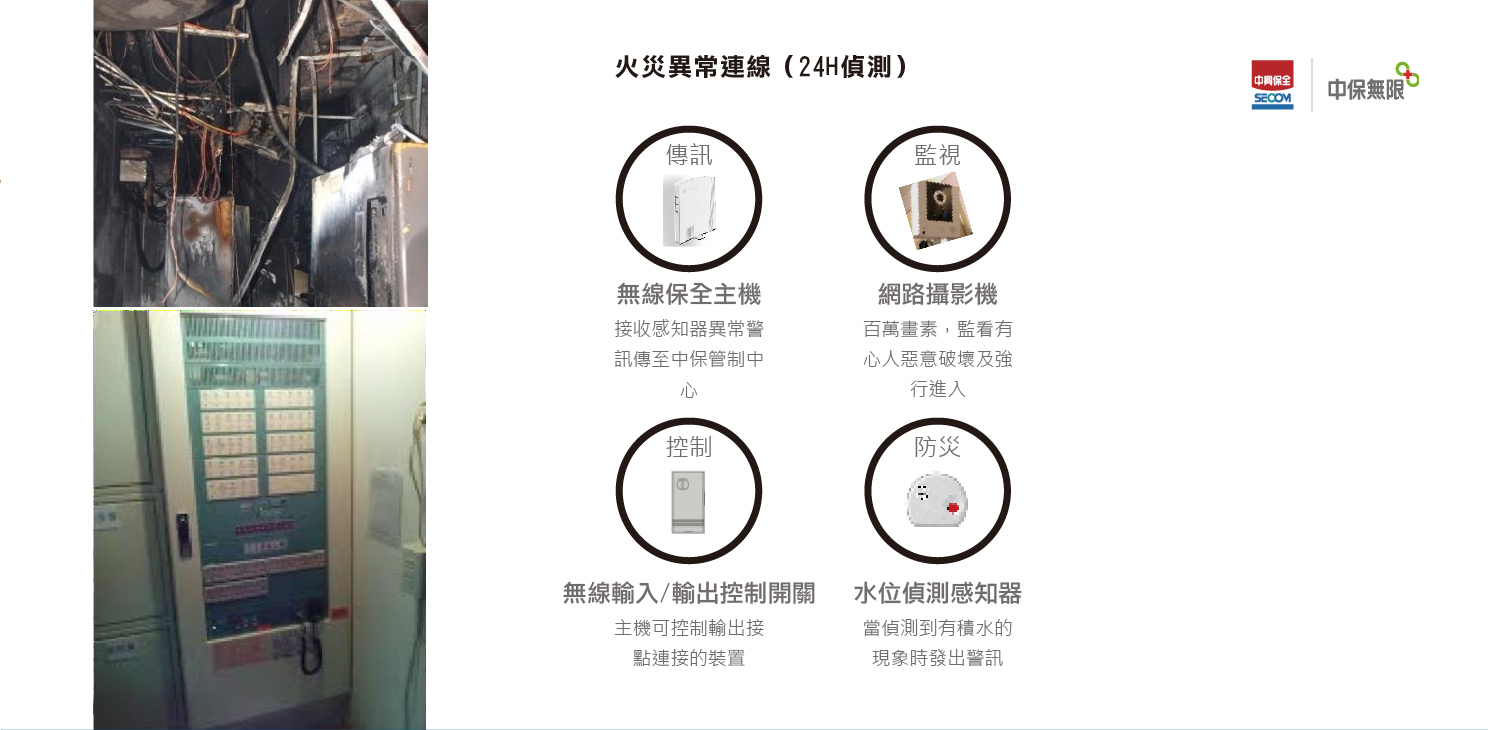 火災異常連線（24H偵測）
中興保全
SECOM
中保無限
傳訊
監視
無線保全主機
網路攝影機
接收感知器異常警
訊傳至中保管制中
心
百萬畫素，監看有
心人惡意破壞及強
行進入
控制
防災
無線輸入/輸出控制開關
水位偵測感知器
主機可控制輸出接
點連接的裝置
當偵測到有積水的
現象時發出警訊